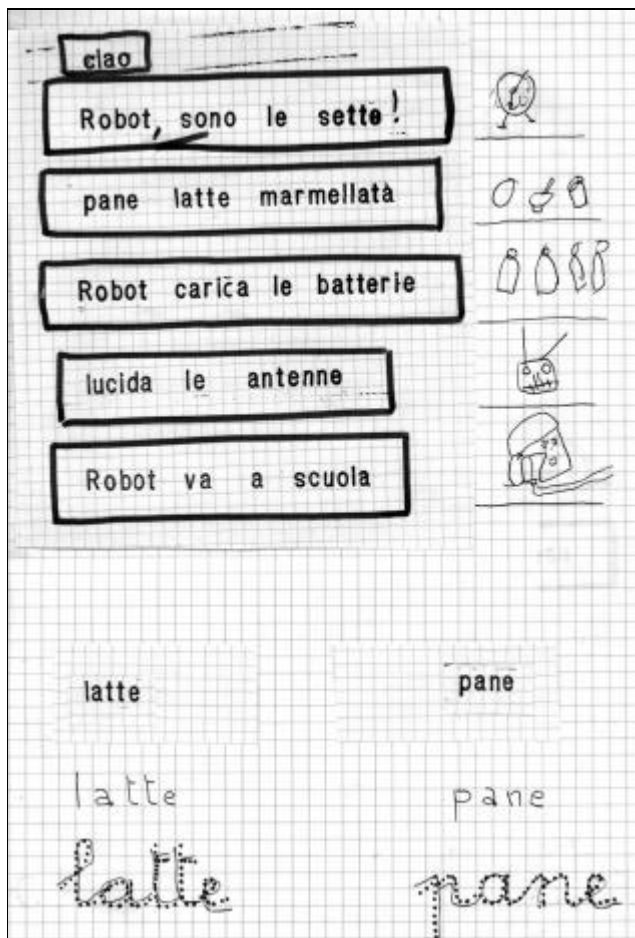 ciao
Robot, sono le sette!
pane latte marmellata
Robot carica le batterie
lucida le antenne
Robot va a scuola
latte pane
latte pane
latte pane